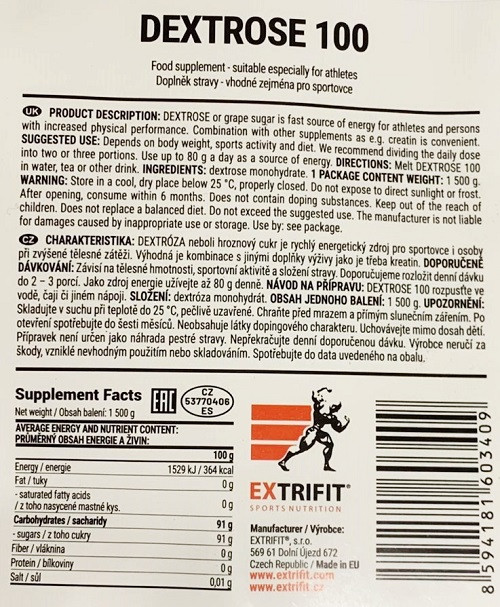 DEXTROSE 100
Food supplement - suitable especially for athletes
Doplněk stravy - vhodné zejména pro sportovce
UK PRODUCT DESCRIPTION: DEXTROSE or grape sugar is fast source of energy for athletes and persons
with increased physical performance. Combination with other supplements as e.g. creatin is convenient.
SUGGESTED USE: Depends on body weight, sports activity and diet. We recommend dividing the daily dose
into two or three portions. Use up to 80 g a day as a source of energy. DIRECTIONS: Melt DEXTROSE 100
in water, tea or other drink. INGREDIENTS: dextrose monohydrate. 1 PACKAGE CONTENT WEIGHT: 1 500 g.
WARNING: Store in a cool, dry place below 25 °C, properly closed. Do not expose to direct sunlight or frost.
After opening, consume within 6 months. Does not contain doping substances. Keep out of the reach of
children. Does not replace a balanced diet. Do not exceed the suggested use. The manufacturer is not liable
for damages caused by inappropriate use or storage. Use by: see package.
CZ CHARAKTERISTIKA: DEXTRÓZA neboli hroznový cukr je rychlý energetický zdroj pro sportovce i osoby
při zvýšené tělesné zátěži. Výhodná je kombinace s jinými doplňky výživy jako je třeba kreatin. DOPORUČENÉ
DÁVKOVÁNÍ: Závisí na tělesné hmotnosti, sportovní aktivitě a složení stravy. Doporučujeme rozložit denní dávku
do 2 – 3 porcí. Jako zdroj energie užívejte až 80 g denně. NÁVOD NA PŘÍPRAVU: DEXTROSE 100 rozpusťte ve
vodě, čaji či jiném nápoji. SLOŽENÍ: dextróza monohydrát. OBSAH JEDNOHO BALENÍ: 1 500 g. UPOZORNĚNÍ:
Skladujte v suchu při teplotě do 25 °C, pečlivě uzavřené. Chraňte před mrazem a přímým slunečním zářením. Po
otevření spotřebujte do šesti měsíců. Neobsahuje látky dopingového charakteru. Uchovávejte mimo dosah dětí.
Přípravek není určen jako náhrada pestré stravy. Nepřekračujte denní doporučenou dávku. Výrobce neručí za
škody, vzniklé nevhodným použitím nebo skladováním. Spotřebujte do data uvedeného na obalu.
Supplement Facts
Net weight / Obsah balení: 1 500 g
EAC
CZ
53770406
ES
AVERAGE ENERGY AND NUTRIENT CONTENT:
PRŮMĚRNÝ OBSAH ENERGIE A ŽIVIN:
100 g
Energy / energie 1529 kJ / 364 kcal
Fat / tuky 0 g
- saturated fatty acids
/ z toho nasycené mastné kys. 0 g
Carbohydrates / sacharidy 91 g
- sugars / z toho cukry 91 g
Fiber / vláknina 0 g
Protein / bílkoviny 0 g
Salt / sůl 0,01 g
EXTRIFIT®
SPORTS NUTRITION
Manufacturer / Výrobce:
EXTRIFIT®, s.r.o.
569 61 Dolní Újezd 672
Czech Republic / Made in EU
www.extrifit.com
www.extrifit.cz
8 594181 603409